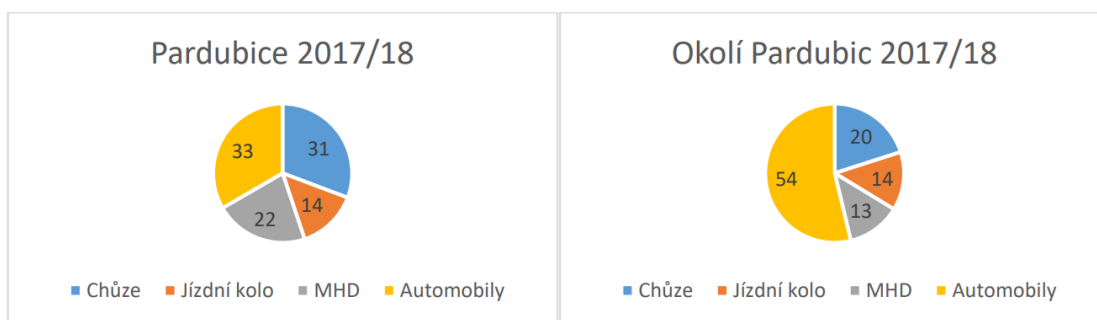 Pardubice 2017/18
31
14
22
33
Chůze Jízdní kolo MHD Automobily
Okolí Pardubic 2017/18
20
14
13
54
Chůze Jízdní kolo MHD Automobily